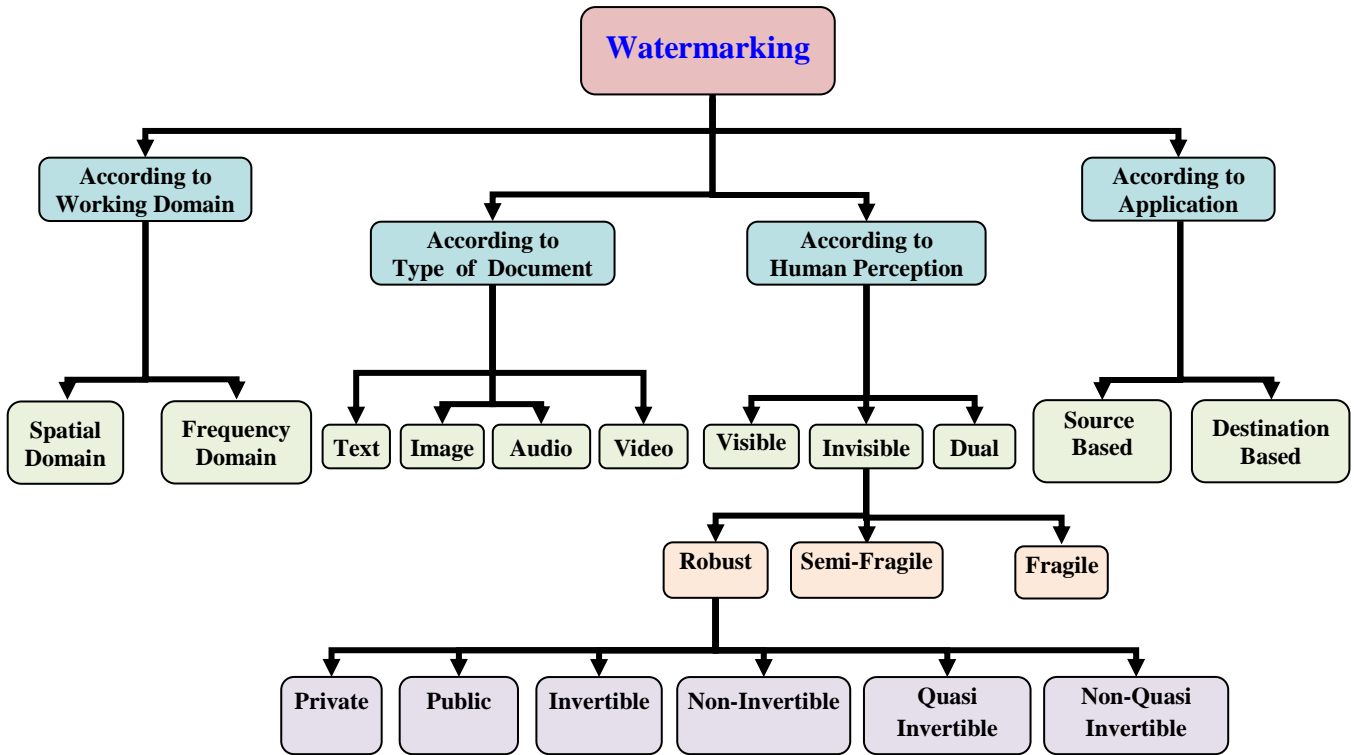 Watermarking
According to
Working Domain
According to
Application
According to
Type of Document
According to
Human Perception
Spatial
Domain
Frequency
Domain
Text
Image
Audio
Video
Visible
Invisible
Dual
Source
Based
Destination
Based
Robust
Semi-Fragile
Fragile
Private
Public
Invertible
Non-Invertible
Quasi
Invertible
Non-Quasi
Invertible